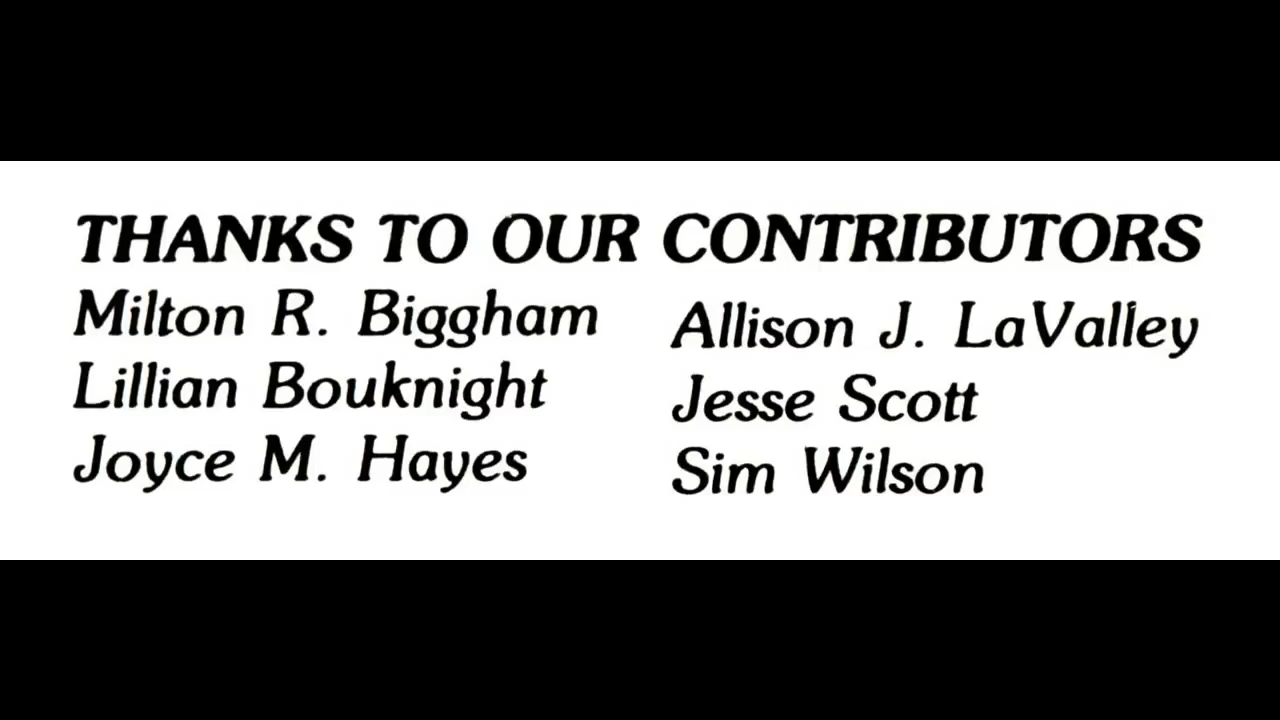 THANKS TO OUR CONTRIBUTORS
Milton R. Biggham
Lillian Bouknight
Joyce M. Hayes
Allison J. LaValley
Jesse Scott
Sim Wilson